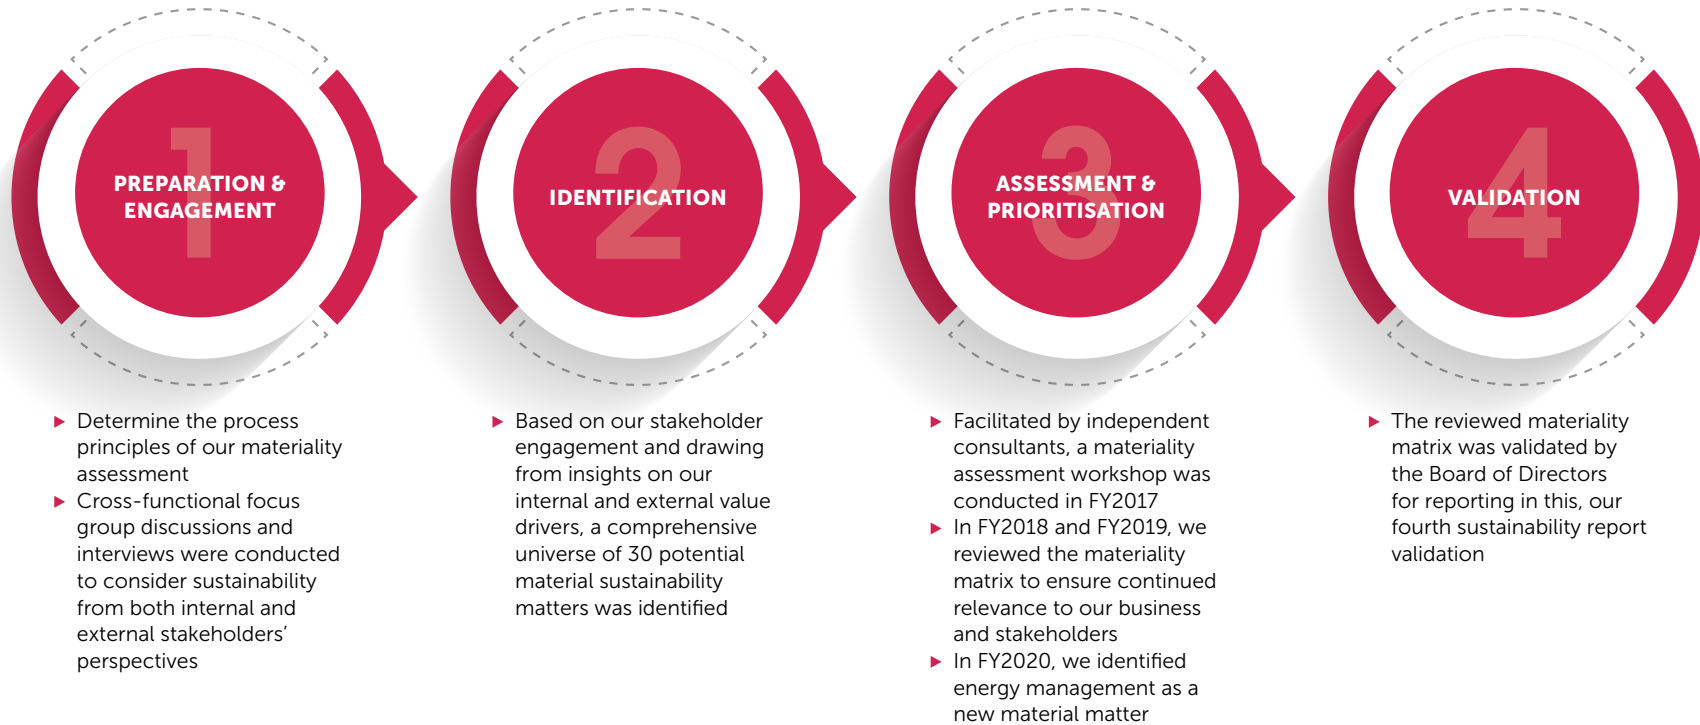 1
PREPARATION &
ENGAGEMENT
▶ Determine the process
principles of our materiality
assessment
▶ Cross-functional focus
group discussions and
interviews were conducted
to consider sustainability
from both internal and
external stakeholders’
perspectives
2
IDENTIFICATION
▶ Based on our stakeholder
engagement and drawing
from insights on our
internal and external value
drivers, a comprehensive
universe of 30 potential
material sustainability
matters was identified
3
ASSESSMENT &
PRIORITISATION
▶ Facilitated by independent
consultants, a materiality
assessment workshop was
conducted in FY2017
▶ In FY2018 and FY2019, we
reviewed the materiality
matrix to ensure continued
relevance to our business
and stakeholders
▶ In FY2020, we identified
energy management as a
new material matter
4
VALIDATION
▶ The reviewed materiality
matrix was validated by
the Board of Directors
for reporting in this, our
fourth sustainability report
validation